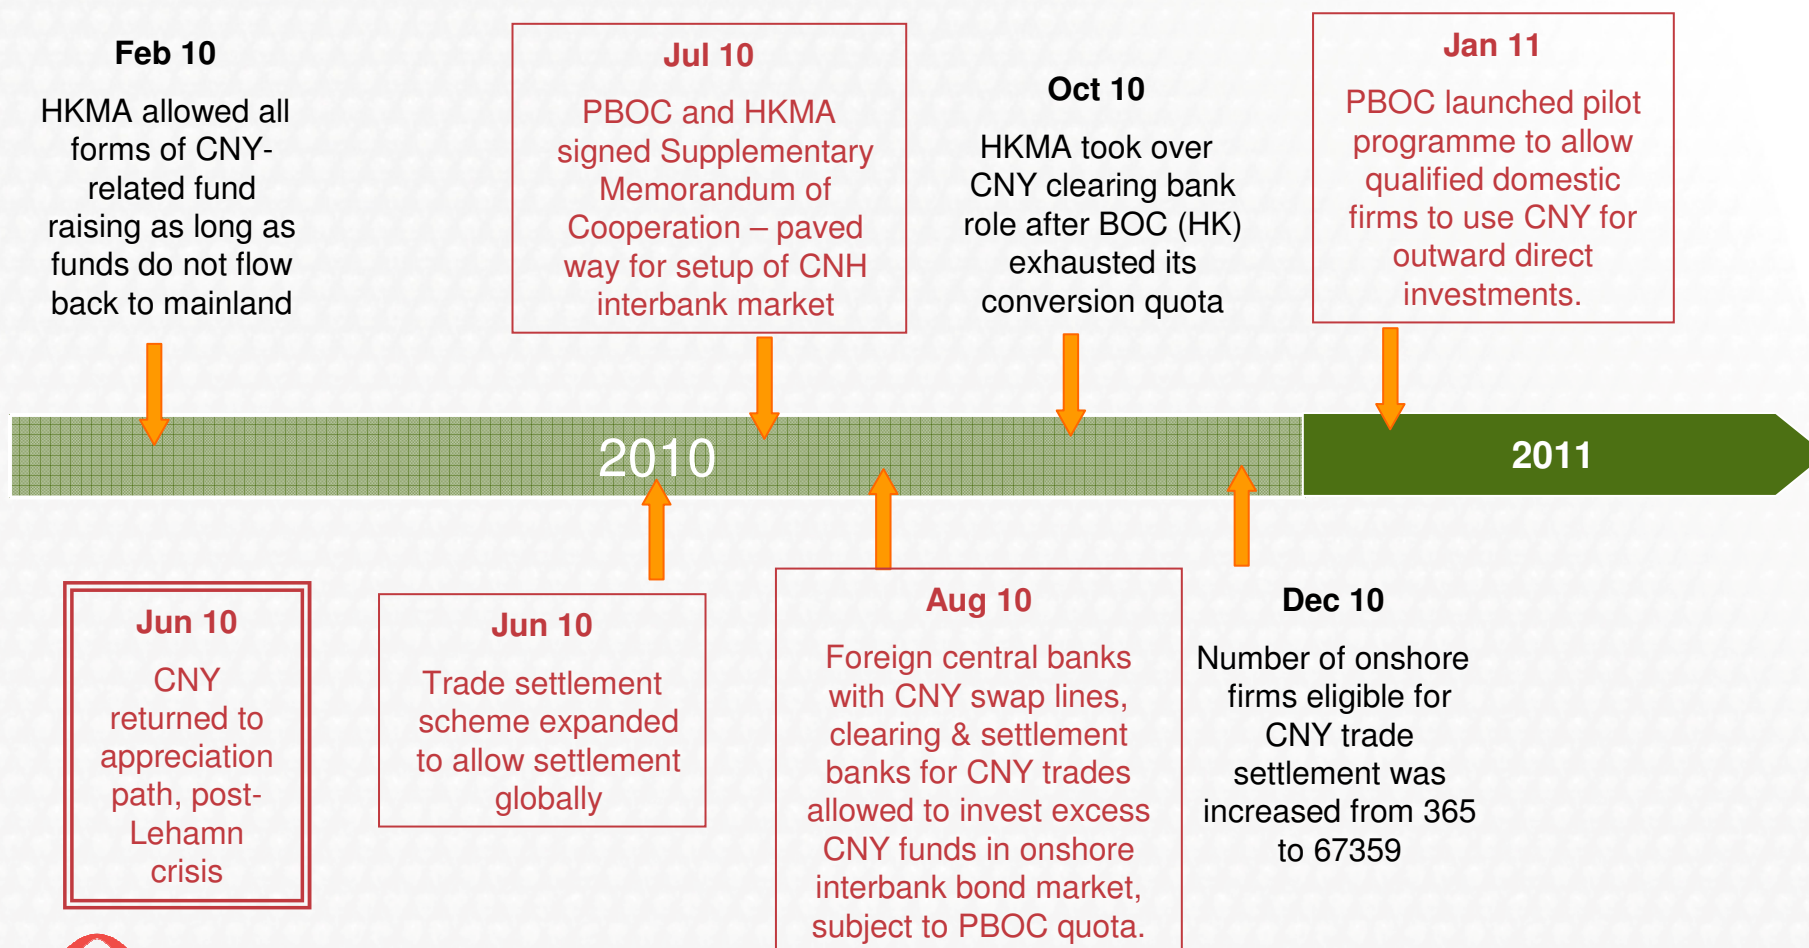 Feb 10
HKMA allowed all
forms of CNY-
related fund
raising as long as
funds do not flow
back to mainland
Jul 10
PBOC and HKMA
signed Supplementary
Memorandum of
Cooperation – paved
way for setup of CNH
interbank market
Oct 10
HKMA took over
CNY clearing bank
role after BOC (HK)
exhausted its
conversion quota
Jan 11
PBOC launched pilot
programme to allow
qualified domestic
firms to use CNY for
outward direct
investments.
2010
2011
Jun 10
CNY
returned to
appreciation
path, post-
Lehamn
crisis
Jun 10
Trade settlement
scheme expanded
to allow settlement
globally
Aug 10
Foreign central banks
with CNY swap lines,
clearing & settlement
banks for CNY trades
allowed to invest excess
CNY funds in onshore
interbank bond market,
subject to PBOC quota.
Dec 10
Number of onshore
firms eligible for
CNY trade
settlement was
increased from 365
to 67359